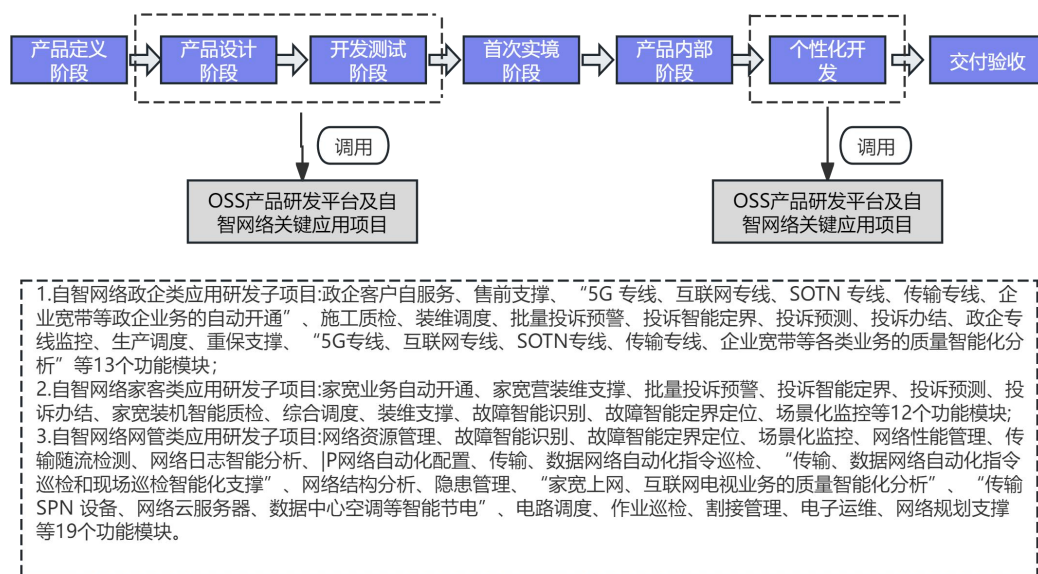 产品定义
阶段
产品设计
阶段
开发测试
阶段
首次实境
阶段
产品内部
阶段
个性化开
发
交付验收
调用
调用
OSS产品研发平台及自
智网络关键应用项目
OSS产品研发平台及自
智网络关键应用项目
1.自智网络政企类应用研发子项目:政企客户自服务、售前支撑、“5G 专线、互联网专线、SOTN 专线、传输专线、企
业宽带等政企业务的自动开通”、施工质检、装维调度、批量投诉预警、投诉智能定界、投诉预测、投诉办结、政企专
线监控、生产调度、重保支撑、“5G专线、互联网专线、SOTN专线、传输专线、企业宽带等各类业务的质量智能化分
析”等13个功能模块;
2.自智网络家客类应用研发子项目:家宽业务自动开通、家宽营装维支撑、批量投诉预警、投诉智能定界、投诉预测、投
诉办结、家宽装机智能质检、综合调度、装维支撑、故障智能识别、故障智能定界定位、场景化监控等12个功能模块;
3.自智网络网管类应用研发子项目:网络资源管理、故障智能识别、故障智能定界定位、场景化监控、网络性能管理、传
输随流检测、网络日志智能分析、|P网络自动化配置、传输、数据网络自动化指令巡检、“传输、数据网络自动化指令
巡检和现场巡检智能化支撑”、网络结构分析、隐患管理、“家宽上网、互联网电视业务的质量智能化分析”、“传输
SPN 设备、网络云服务器、数据中心空调等智能节电”、电路调度、作业巡检、割接管理、电子运维、网络规划支撑
等19个功能模块。